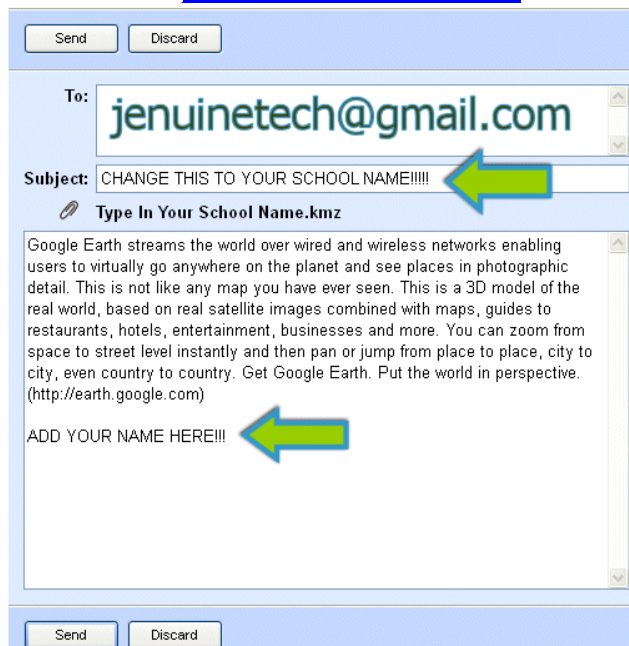 Send Discard
To: jenuinetech@gmail.com
Subject: CHANGE THIS TO YOUR SCHOOL NAME!!!!!
Type In Your School Name.kmz
Google Earth streams the world over wired and wireless networks enabling
users to virtually go anywhere on the planet and see places in photographic
detail. This is not like any map you have ever seen. This is a 3D model of the
real world, based on real satellite images combined with maps, guides to
restaurants, hotels, entertainment, businesses and more. You can zoom from
space to street level instantly and then pan or jump from place to place, city to
city, even country to country. Get Google Earth. Put the world in perspective.
(http://earth.google.com)
ADD YOUR NAME HERE!!!
Send Discard